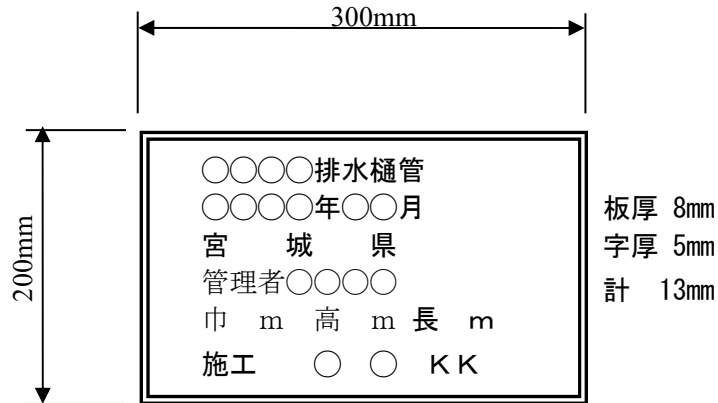 300mm
200mm
○○○○排水樋管
○○○○年○○月
宮　城　県
管理者○○○○
巾　ｍ　高　ｍ 長　ｍ
施工　○　○　ＫＫ
板厚 8㎜
字厚 5㎜
計　13㎜